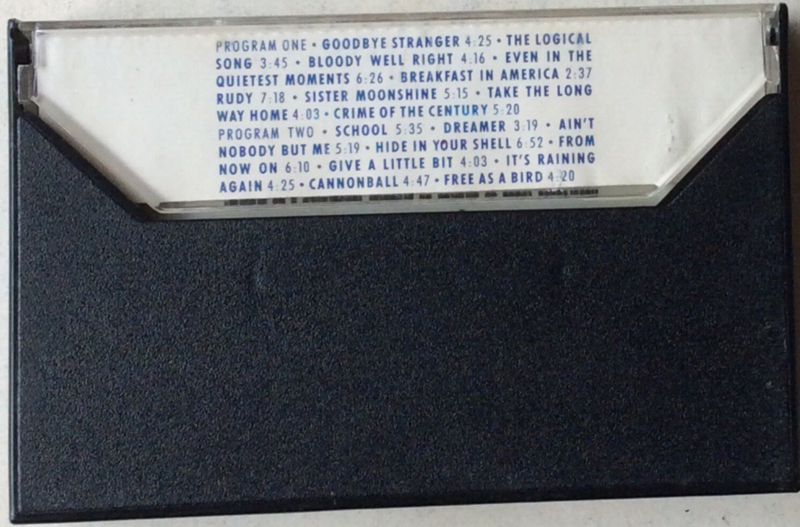 PROGRAM ONE • GOODBYE STRANGER 4:25 • THE LOGICAL
SONG 3:45 • BLOODY WELL RIGHT 4:16 • EVEN IN THE
QUIETEST MOMENTS 6:26 • BREAKFAST IN AMERICA 2:37
RUDY 7:18 • SISTER MOONSHINE 5:15 • TAKE THE LONG
WAY HOME 4:03 • CRIME OF THE CENTURY 5:20
PROGRAM TWO • SCHOOL 5:35 • DREAMER 3:19 • AIN'T
NOBODY BUT ME 5:19 • HIDE IN YOUR SHELL 6:52 • FROM
NOW ON 6:10 • GIVE A LITTLE BIT 4:03 • IT'S RAINING
AGAIN 4:25 • CANNONBALL 4:47 • FREE AS A BIRD 4:20